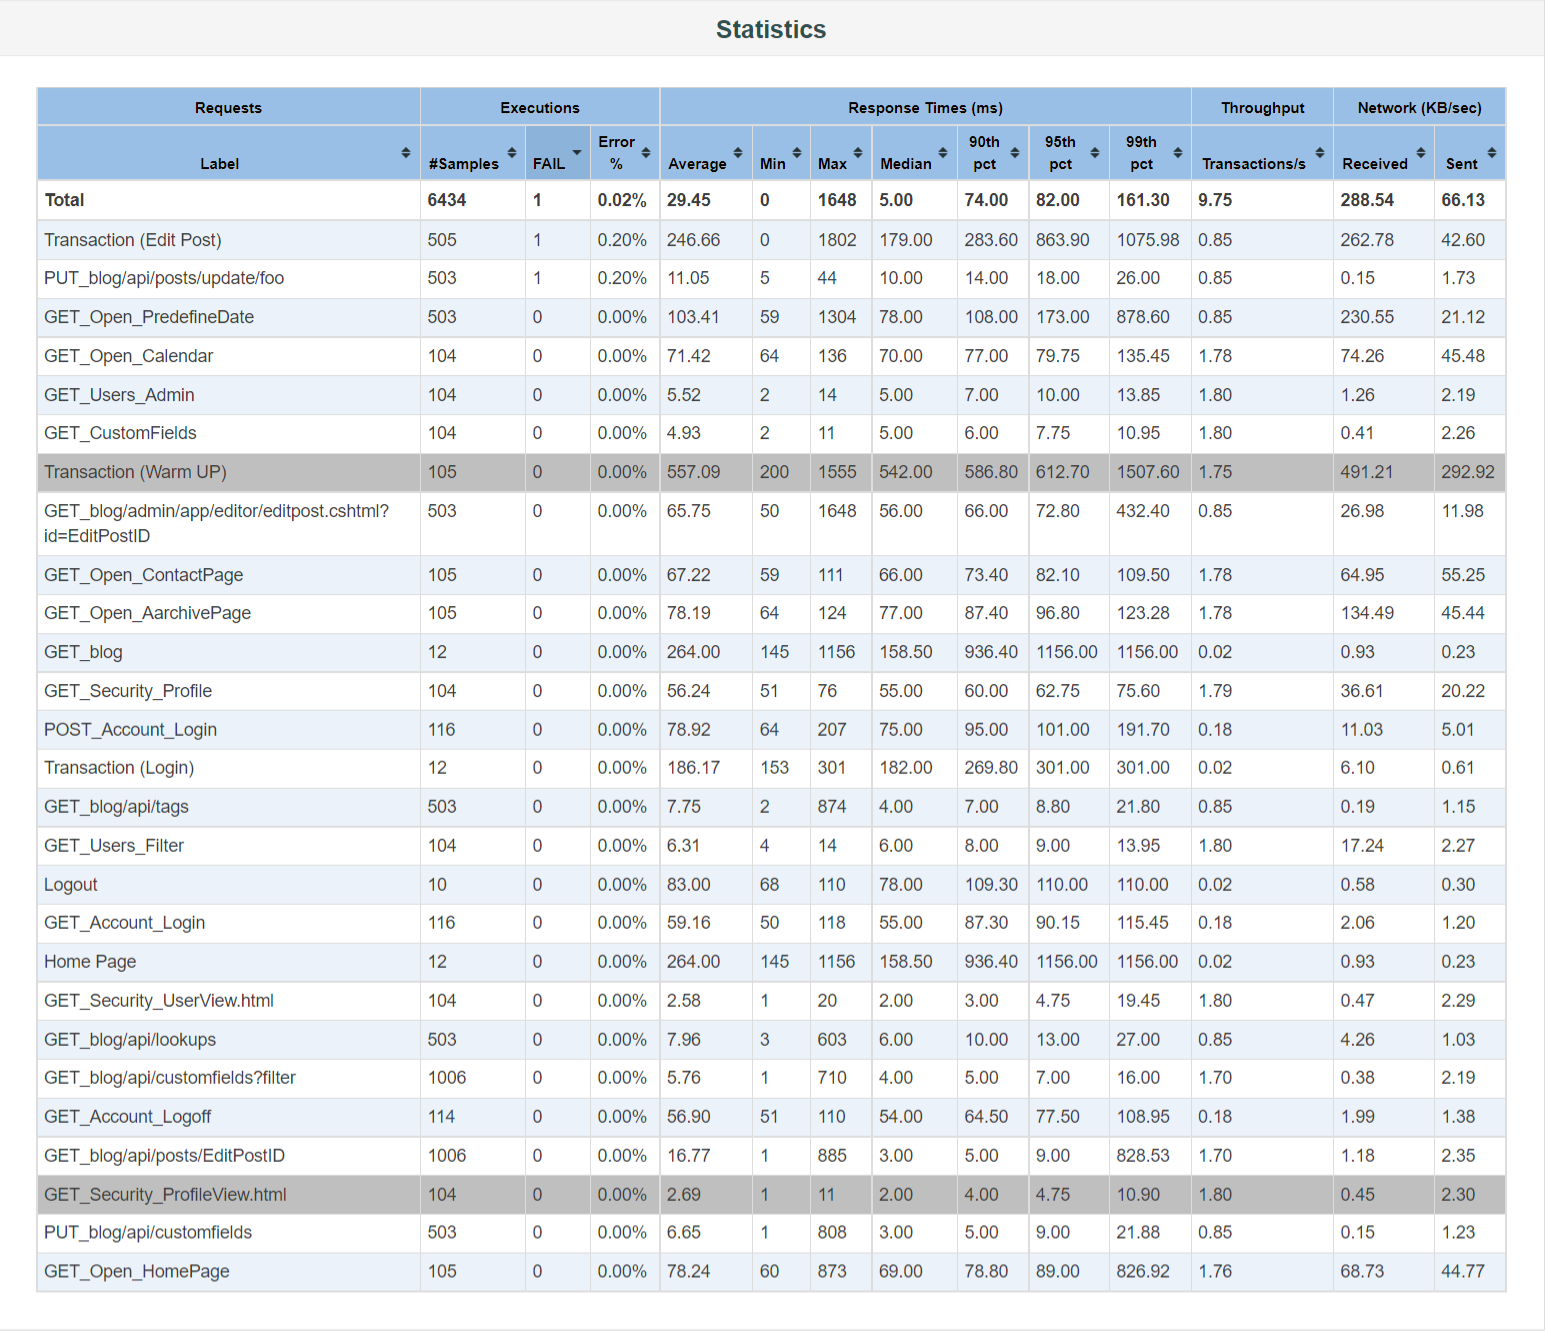 Statistics
Requests Executions Response Times (ms) Throughput Network (KB/sec)
Label #Samples FAIL Error % Average Min Max Median 90th pct 95th pct 99th pct Transactions/s Received Sent
Total 6434 1 0.02% 29.45 0 1648 5.00 74.00 82.00 161.30 9.75 288.54 66.13
Transaction (Edit Post) 505 1 0.20% 246.66 0 1802 179.00 283.60 863.90 1075.98 0.85 262.78 42.60
PUT_blog/api/posts/update/foo 503 1 0.20% 11.05 5 44 10.00 14.00 18.00 26.00 0.85 0.15 1.73
GET_Open_PredefineDate 503 0 0.00% 103.41 59 1304 78.00 108.00 173.00 878.60 0.85 230.55 21.12
GET_Open_Calendar 104 0 0.00% 71.42 64 136 70.00 77.00 79.75 135.45 1.78 74.26 45.48
GET_Users_Admin 104 0 0.00% 5.52 2 14 5.00 7.00 10.00 13.85 1.80 1.26 2.19
GET_CustomFields 104 0 0.00% 4.93 2 11 5.00 6.00 7.75 10.95 1.80 0.41 2.26
Transaction (Warm UP) 105 0 0.00% 557.09 200 1555 542.00 586.80 612.70 1507.60 1.75 491.21 292.92
GET_blog/admin/app/editor/editpost.cshtml? 503 0 0.00% 65.75 50 1648 56.00 66.00 72.80 432.40 0.85 26.98 11.98
id=EditPostID
GET_Open_ContactPage 105 0 0.00% 67.22 59 111 66.00 73.40 82.10 109.50 1.78 64.95 55.25
GET_Open_AarchivePage 105 0 0.00% 78.19 64 124 77.00 87.40 96.80 123.28 1.78 134.49 45.44
GET_blog 12 0 0.00% 264.00 145 1156 158.50 936.40 1156.00 1156.00 0.02 0.93 0.23
GET_Security_Profile 104 0 0.00% 56.24 51 76 55.00 60.00 62.75 75.60 1.79 36.61 20.22
POST_Account_Login 116 0 0.00% 78.92 64 207 75.00 95.00 101.00 191.70 0.18 11.03 5.01
Transaction (Login) 12 0 0.00% 186.17 153 301 182.00 269.80 301.00 301.00 0.02 6.10 0.61
GET_blog/api/tags 503 0 0.00% 7.75 2 874 4.00 7.00 8.80 21.80 0.85 0.19 1.15
GET_Users_Filter 104 0 0.00% 6.31 4 14 6.00 8.00 9.00 13.95 1.80 17.24 2.27
Logout 10 0 0.00% 83.00 68 110 78.00 109.30 110.00 110.00 0.02 0.58 0.30
GET_Account_Login 116 0 0.00% 59.16 50 118 55.00 87.30 90.15 115.45 0.18 2.06 1.20
Home Page 12 0 0.00% 264.00 145 1156 158.50 936.40 1156.00 1156.00 0.02 0.93 0.23
GET_Security_UserView.html 104 0 0.00% 2.58 1 20 2.00 3.00 4.75 19.45 1.80 0.47 2.29
GET_blog/api/lookups 503 0 0.00% 7.96 3 603 6.00 10.00 13.00 27.00 0.85 4.26 1.03
GET_blog/api/customfields?filter 1006 0 0.00% 5.76 1 710 4.00 5.00 7.00 16.00 1.70 0.38 2.19
GET_Account_Logoff 114 0 0.00% 56.90 51 110 54.00 64.50 77.50 108.95 0.18 1.99 1.38
GET_blog/api/posts/EditPostID 1006 0 0.00% 16.77 1 885 3.00 5.00 9.00 828.53 1.70 1.18 2.35
GET_Security_ProfileView.html 104 0 0.00% 2.69 1 11 2.00 4.00 4.75 10.90 1.80 0.45 2.30
PUT_blog/api/customfields 503 0 0.00% 6.65 1 808 3.00 5.00 9.00 21.88 0.85 0.15 1.23
GET_Open_HomePage 105 0 0.00% 78.24 60 873 69.00 78.80 89.00 826.92 1.76 68.73 44.77